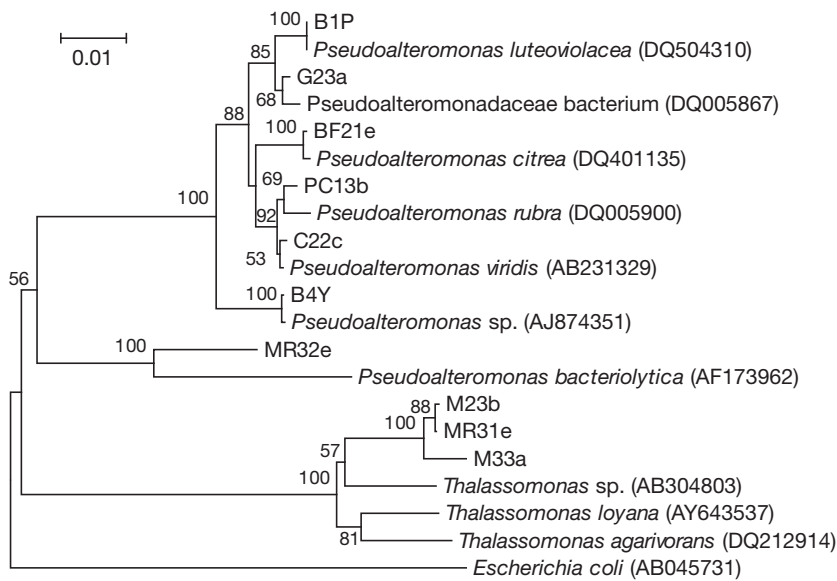 100 B1P
0.01
85 Pseudoalteromonas luteoviolacea (DQ504310)
G23a
68 Pseudoalteromonadaceae bacterium (DQ005867)
88
100 BF21e
Pseudoalteromonas citrea (DQ401135)
69 PC13b
100
92 Pseudoalteromonas rubra (DQ005900)
C22c
53 Pseudoalteromonas viridis (AB231329)
56
100 B4Y
Pseudoalteromonas sp. (AJ874351)
100 MR32e
Pseudoalteromonas bacteriolytica (AF173962)
88 M23b
100 MR31e
57 M33a
100 Thalassomonas sp. (AB304803)
Thalassomonas loyana (AY643537)
81 Thalassomonas agarivorans (DQ212914)
Escherichia coli (AB045731)